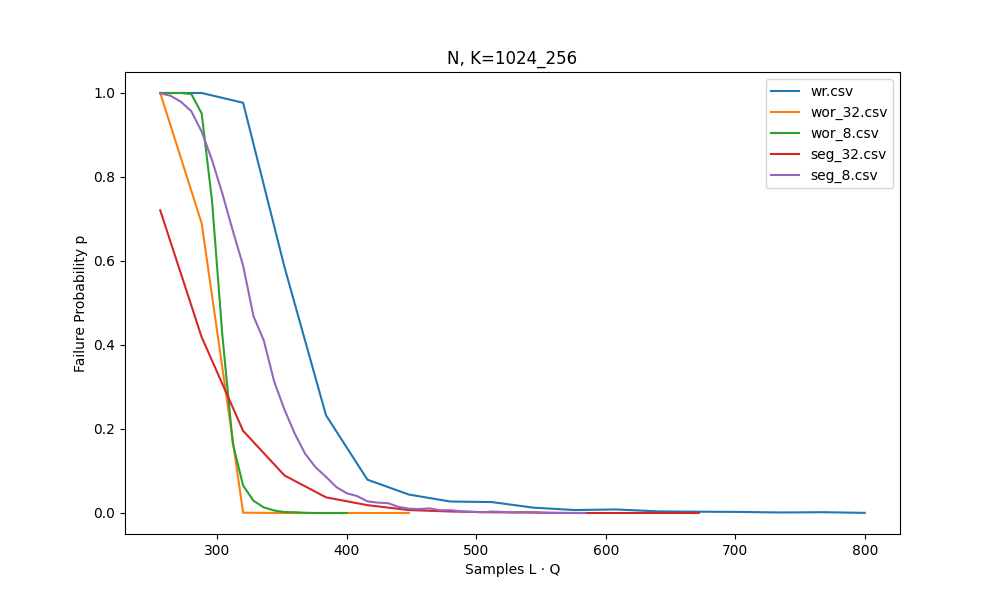 N, K=1024_256
wr.csv
wor_32.csv
wor_8.csv
seg_32.csv
seg_8.csv
Failure Probability p
1.0
0.8
0.6
0.4
0.2
0.0
300 400 500 600 700 800
Samples L · Q